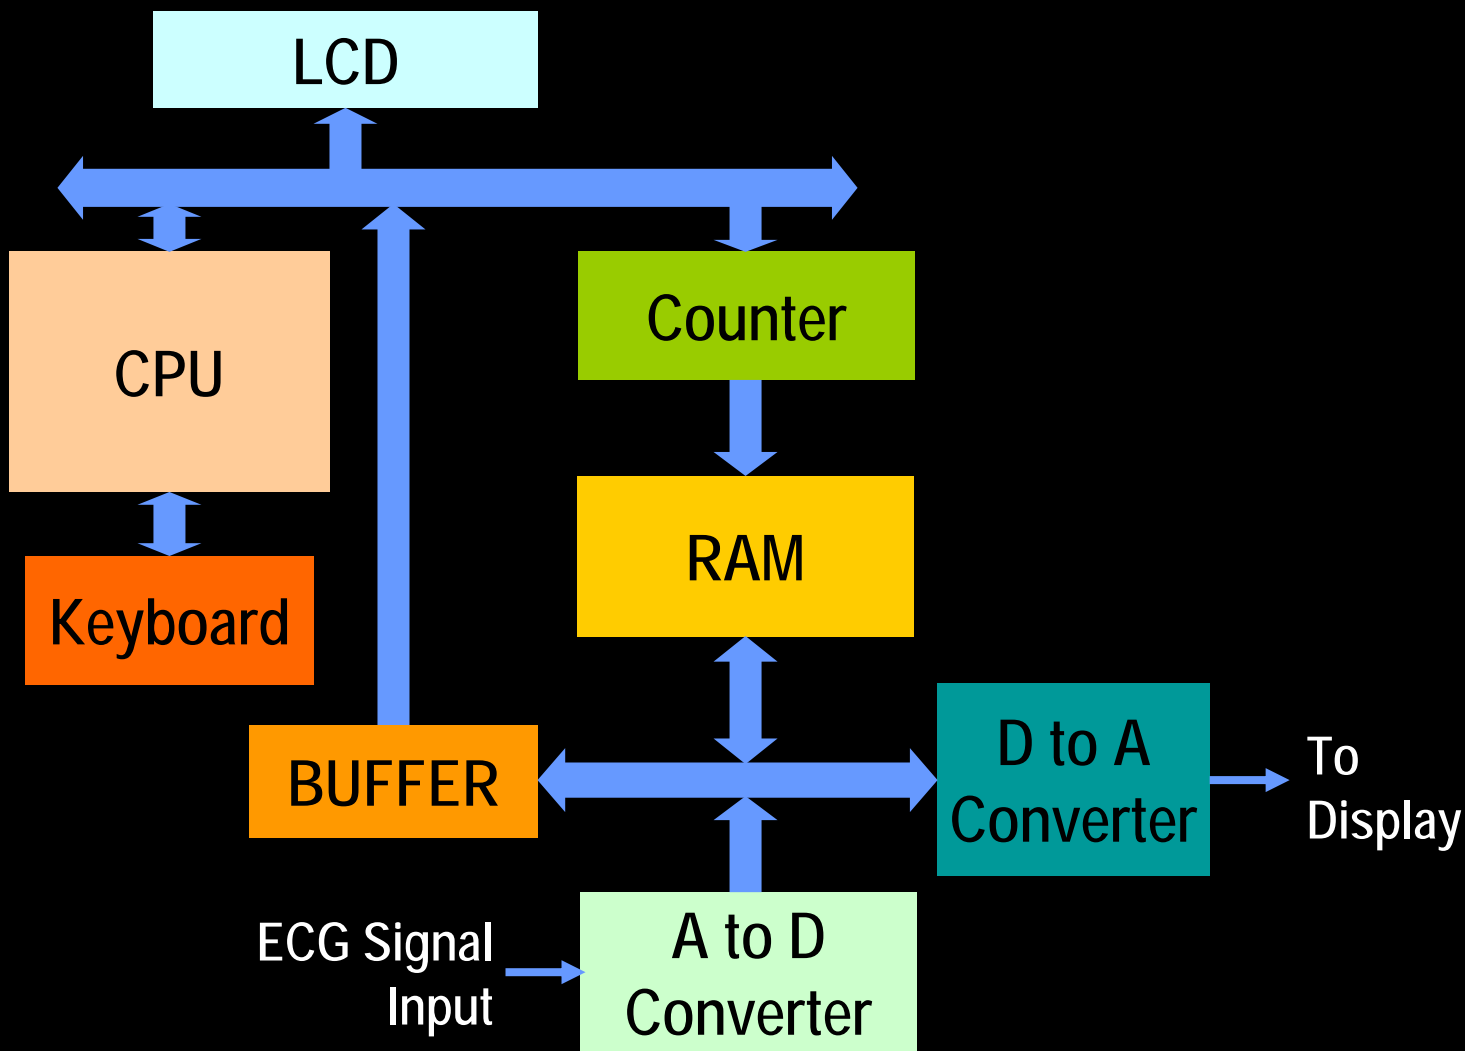 LCD
CPU
Counter
RAM
Keyboard
BUFFER
D to A
Converter
To
Display
ECG Signal
Input
A to D
Converter